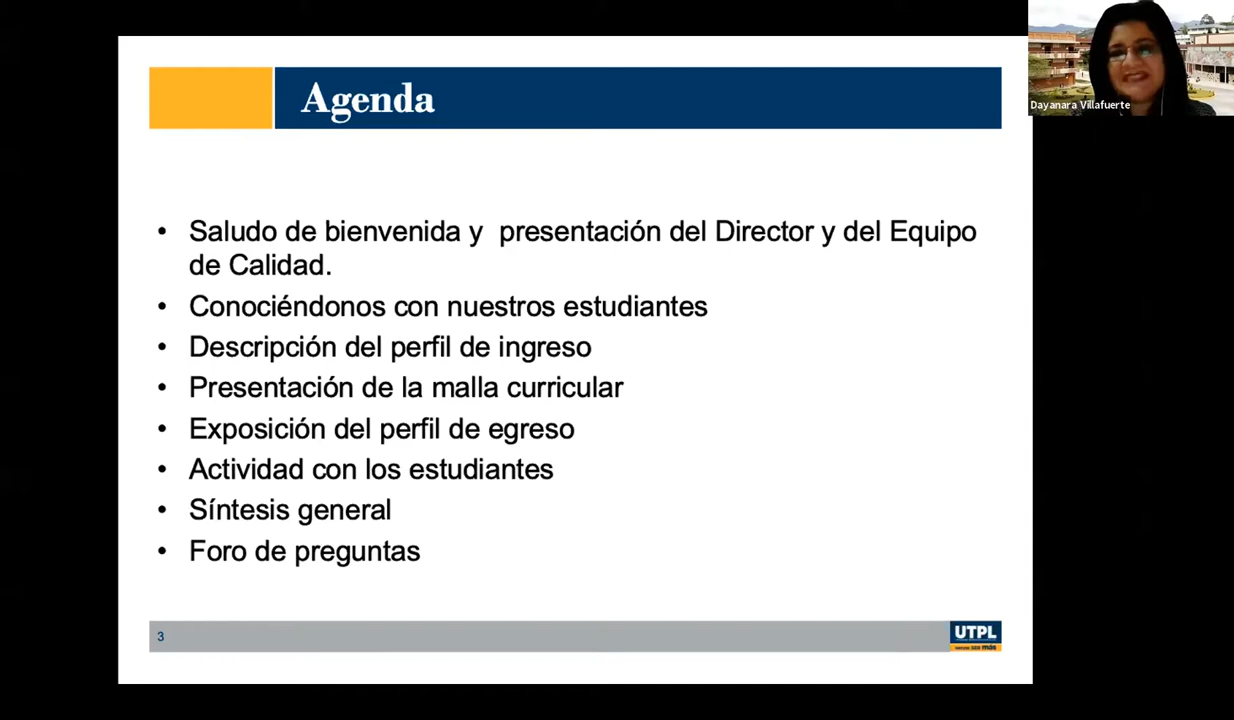 Agenda
Dayanara Villafuerte
• Saludo de bienvenida y presentación del Director y del Equipo
de Calidad.
• Conociéndonos con nuestros estudiantes
• Descripción del perfil de ingreso
• Presentación de la malla curricular
• Exposición del perfil de egreso
• Actividad con los estudiantes
• Síntesis general
• Foro de preguntas
3
UTPL
más